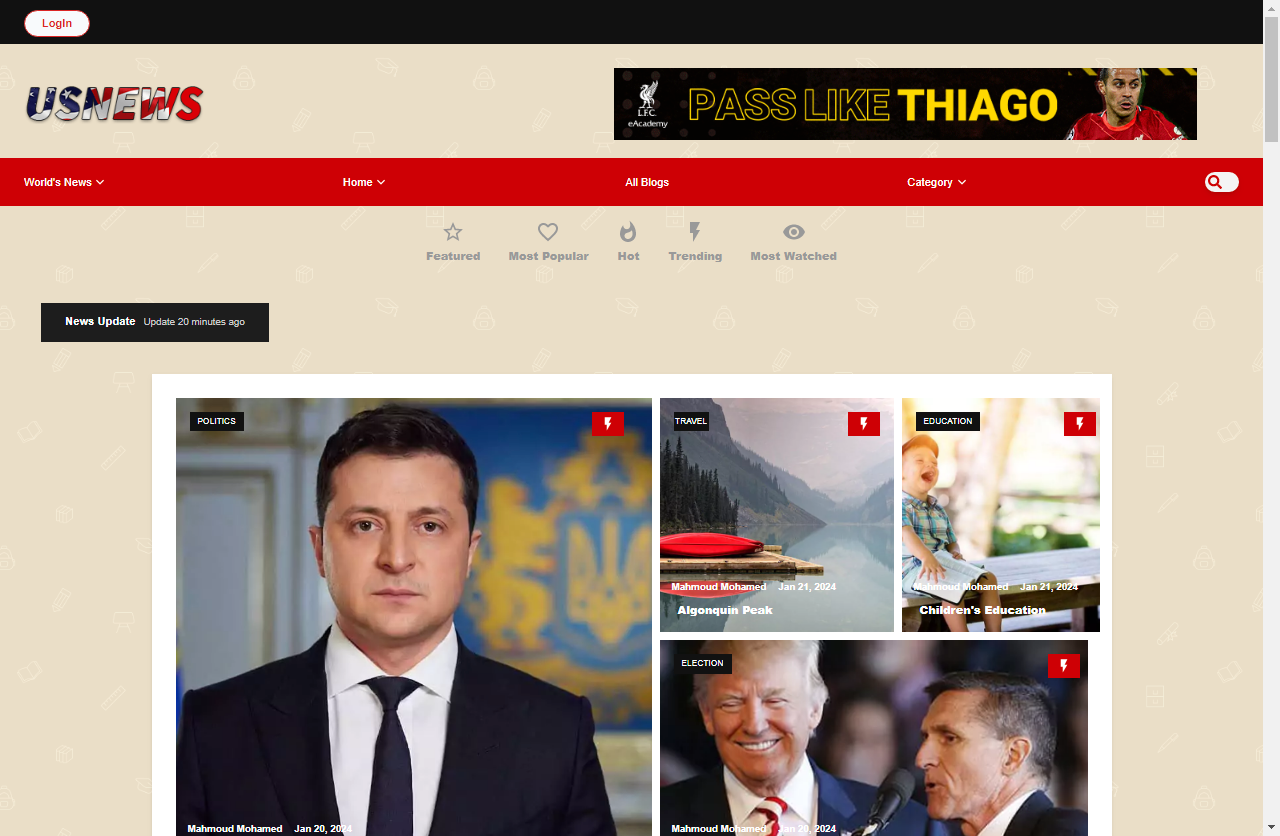 LogIn
USNEWS
L.F.C.
eAcademy
PASS LIKE THIAGO
World's News
Home
All Blogs
Category
Featured
Most Popular
Hot
Trending
Most Watched
News Update Update 20 minutes ago
POLITICS
TRAVEL
EDUCATION
Mahmoud Mohamed Jan 21, 2024
Algonquin Peak
Mahmoud Mohamed Jan 21, 2024
Children's Education
ELECTION
Mahmoud Mohamed Jan 20, 2024
Mahmoud Mohamed Jan 20, 2024